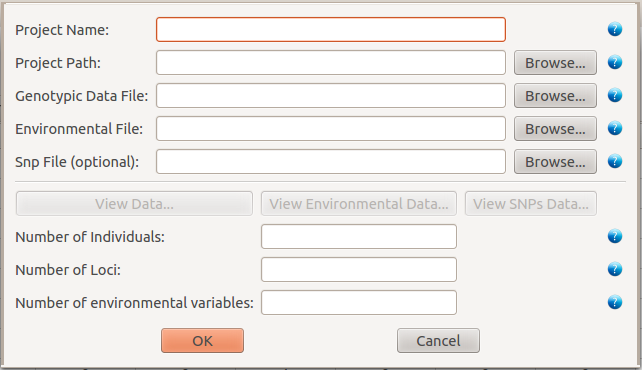 Project Name:
Project Path: Browse...
Genotypic Data File: Browse...
Environmental File: Browse...
Snp File (optional): Browse...
View Data... View Environmental Data... View SNPs Data...
Number of Individuals:
Number of Loci:
Number of environmental variables:
OK Cancel